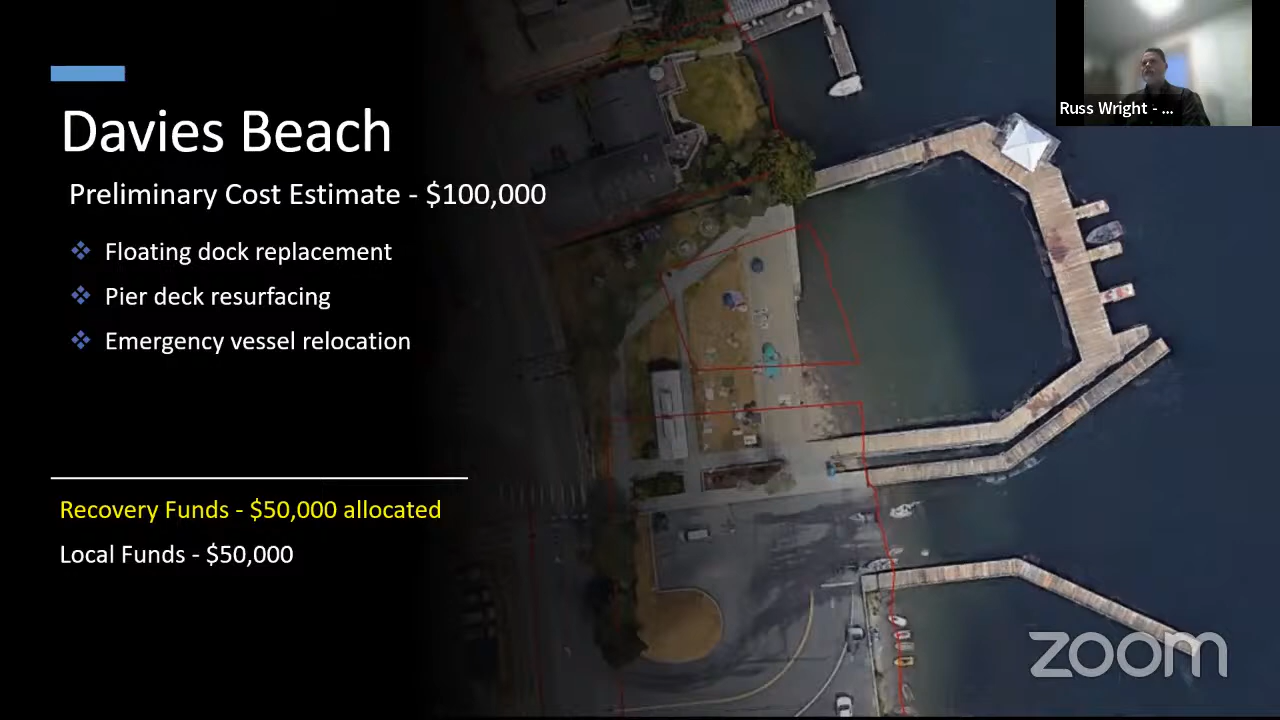 Davies Beach
Preliminary Cost Estimate - $100,000
Floating dock replacement
Pier deck resurfacing
Emergency vessel relocation
Recovery Funds - $50,000 allocated
Local Funds - $50,000
Russ Wright - ...
zoom